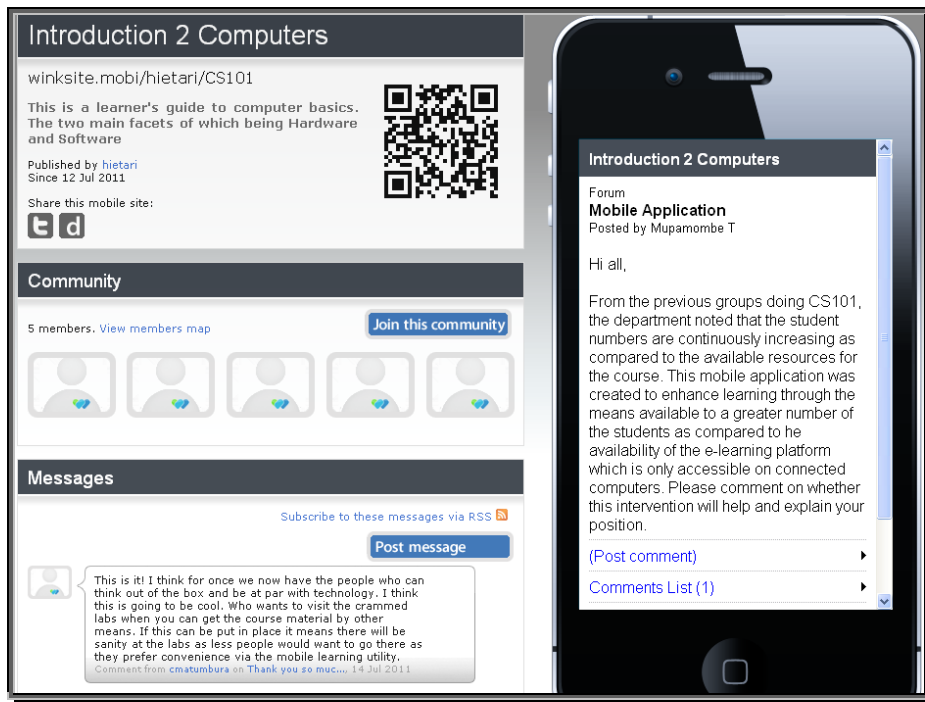 Introduction 2 Computers
winksite.mobi/hietari/CS101
This is a learner's guide to computer basics.
The two main facets of which being Hardware
and Software
Published by hietari
Since 12 Jul 2011
Share this mobile site:
t d
Community
5 members. View members map
Join this community
Messages
Subscribe to these messages via RSS
Post message
This is it! I think for once we now have the people who can
think out of the box and be at par with technology. I think
this is going to be cool. Who wants to visit the crammed
labs when you can get the course material by other
means. If this can be put in place it means there will be
sanity at the labs as less people would want to go there as
they prefer convenience via the mobile learning utility.
Comment from cmatumbura on Thank you so muc..., 14 Jul 2011
Introduction 2 Computers
Forum
Mobile Application
Posted by Mupamombe T
Hi all,
From the previous groups doing CS101,
the department noted that the student
numbers are continuously increasing as
compared to the available resources for
the course. This mobile application was
created to enhance learning through the
means available to a greater number of
the students as compared to he
availability of the e-learning platform
which is only accessible on connected
computers. Please comment on whether
this intervention will help and explain your
position.
(Post comment)
Comments List (1)